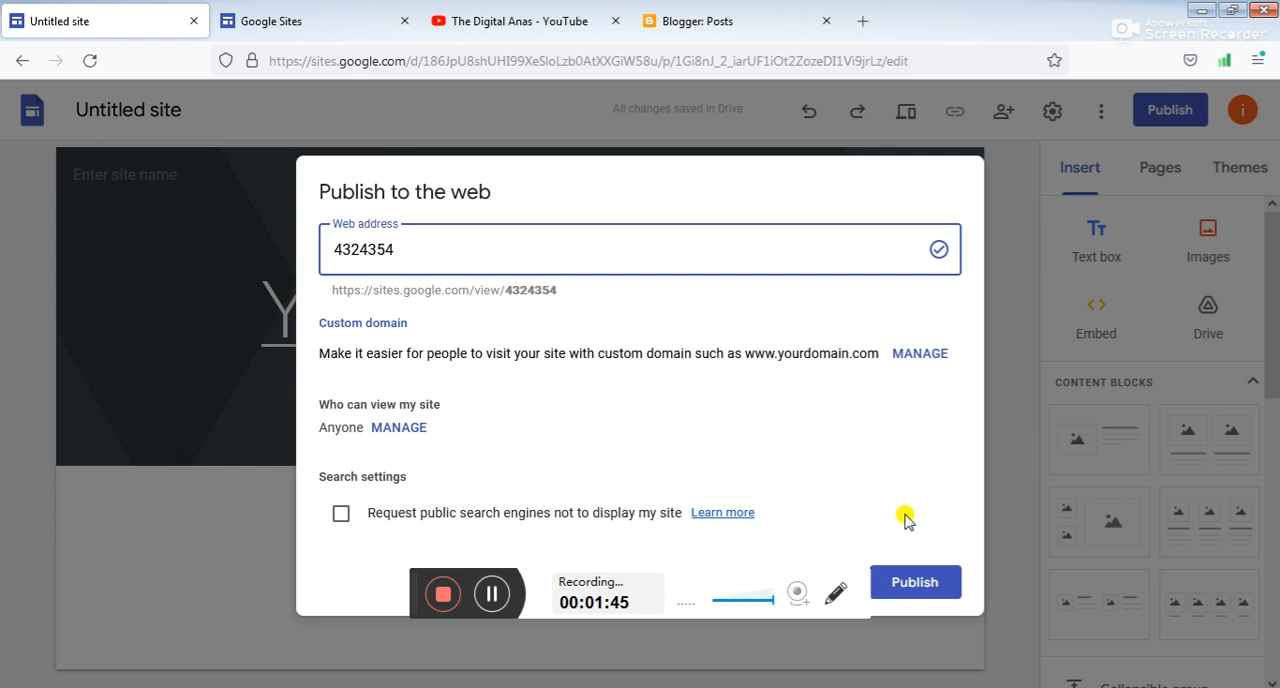 Untitled site
Google Sites
The Digital Anas - YouTube
Blogger: Posts
Apowersoft
Screen Recorder
https://sites.google.com/d/186JpU8shUHI99XeSloLzb0AtXXGiW58u/p/1Gi8nJ_2_iarUF1iOt2ZozeDI1Vi9jrLz/edit
Untitled site
All changes saved in Drive
Publish
i
Enter site name
Y
Insert
Pages
Themes
Tт
Text box
Images
Embed
Drive
CONTENT BLOCKS
Publish to the web
Web address
4324354
https://sites.google.com/view/4324354
Custom domain
Make it easier for people to visit your site with custom domain such as www.yourdomain.com MANAGE
Who can view my site
Anyone MANAGE
Search settings
Request public search engines not to display my site Learn more
Recording...
00:01:45
Publish
Collapsible group